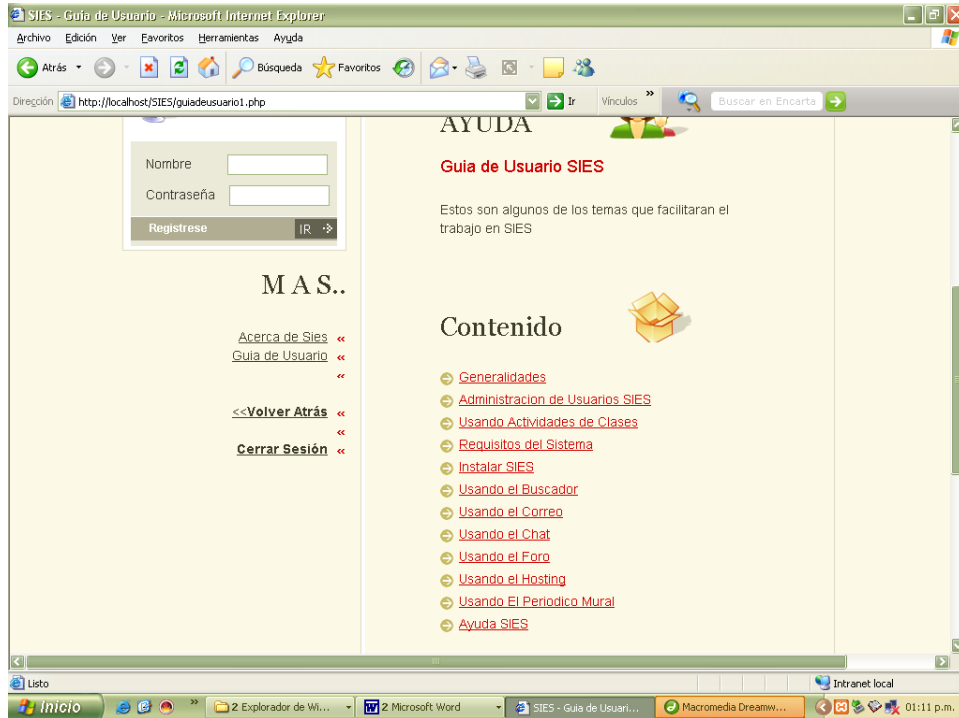 SIES - Guia de Usuario - Microsoft Internet Explorer
Archivo Edición Ver Favoritos Herramientas Ayuda
Atrás Búsqueda Favoritos
Dirección http://localhost/SIES/guiadeusuario1.php Ir Vínculos » Buscar en Encarta
Nombre
Contraseña
Registrese IR
M A S..
Acerca de Sies «
Guia de Usuario «
«
<<Volver Atrás «
«
Cerrar Sesión «
AYUDA
Guia de Usuario SIES
Estos son algunos de los temas que facilitaran el
trabajo en SIES
Contenido
Generalidades
Administracion de Usuarios SIES
Usando Actividades de Clases
Requisitos del Sistema
Instalar SIES
Usando el Buscador
Usando el Correo
Usando el Chat
Usando el Foro
Usando el Hosting
Usando El Periodico Mural
Ayuda SIES
Listo Intranet local
Inicio » 2 Explorador de Wi... 2 Microsoft Word SIES - Guia de Usuari... Macromedia Dreamw... 01:11 p.m.